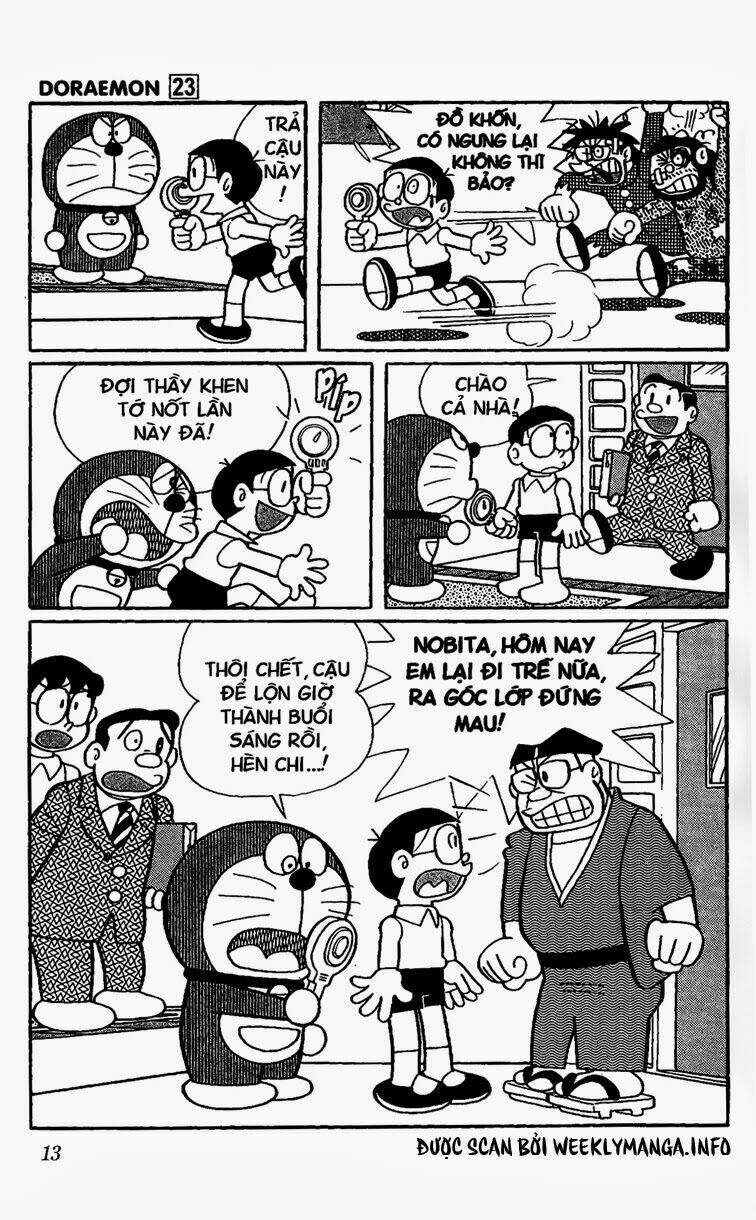 DORAEMON 23
TRẢ
CẬU
NÀY
!
ĐỒ KHỐN,
CÓ NGƯNG LẠI
KHÔNG THÌ
BẢO?
ĐỢI THẦY KHEN
TỚ NỐT LẦN
NÀY ĐÃ!
PÍP
CHÀO
CẢ NHÀ!
THÔI CHẾT, CẬU
ĐỂ LỘN GIỜ
THÀNH BUỔI
SÁNG RỒI,
HÈN CHI...!
NOBITA, HÔM NAY
EM LẠI ĐI TRỄ NỮA,
RA GÓC LỚP ĐỨNG
MAU!
13
ĐƯỢC SCAN BỞI WEEKLYMANGA.INFO